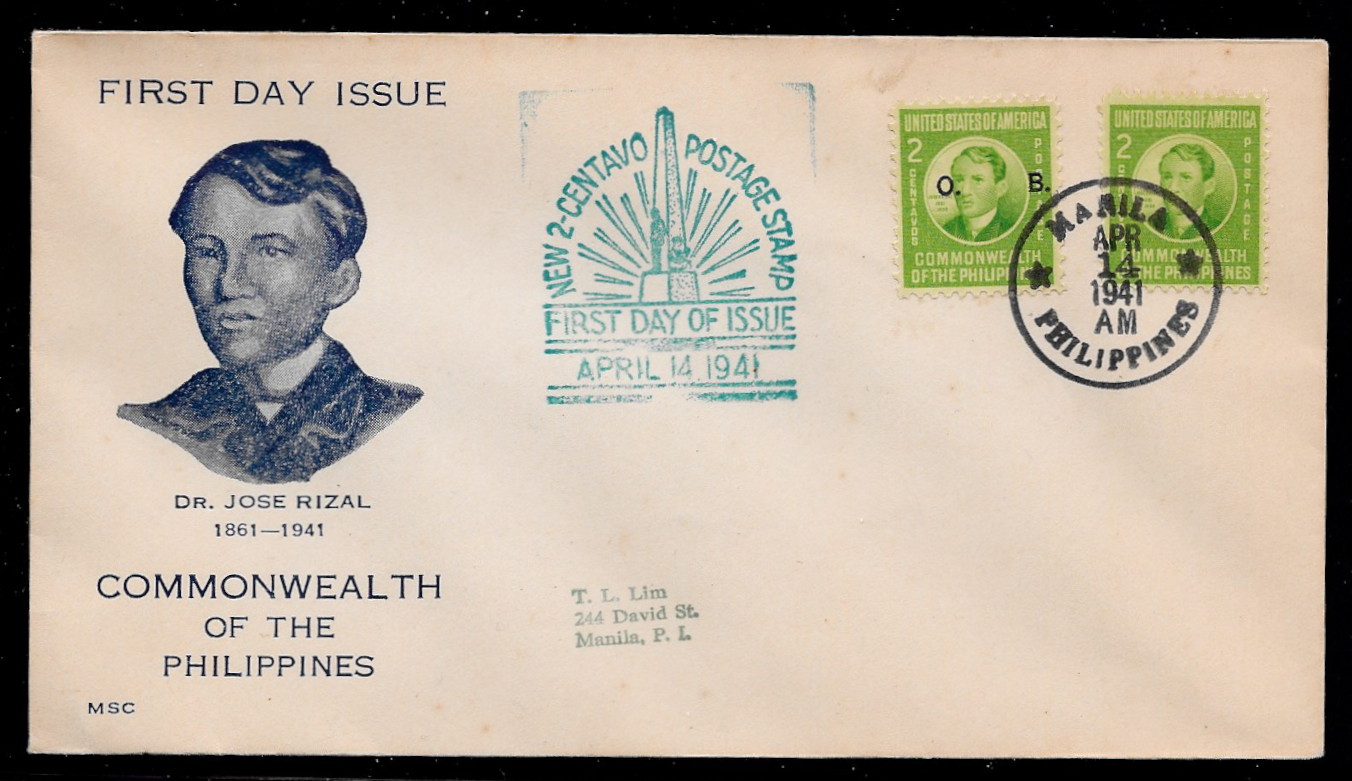 FIRST DAY ISSUE
DR. JOSE RIZAL
1861—1941
COMMONWEALTH
OF THE
PHILIPPINES
MSC
NEW 2-CENTAVO POSTAGE STAMP
FIRST DAY OF ISSUE
APRIL 14, 1941
T. L. Lim
244 David St.
Manila, P. I.
UNITED STATES OF AMERICA
2
CENTAVOS
POSTAGE
O. B.
COMMONWEALTH
OF THE PHILIPPINES
UNITED STATES OF AMERICA
2
POSTAGE
COMMONWEALTH
OF THE PHILIPPINES
MANILA
APR
14
1941
AM
PHILIPPINES